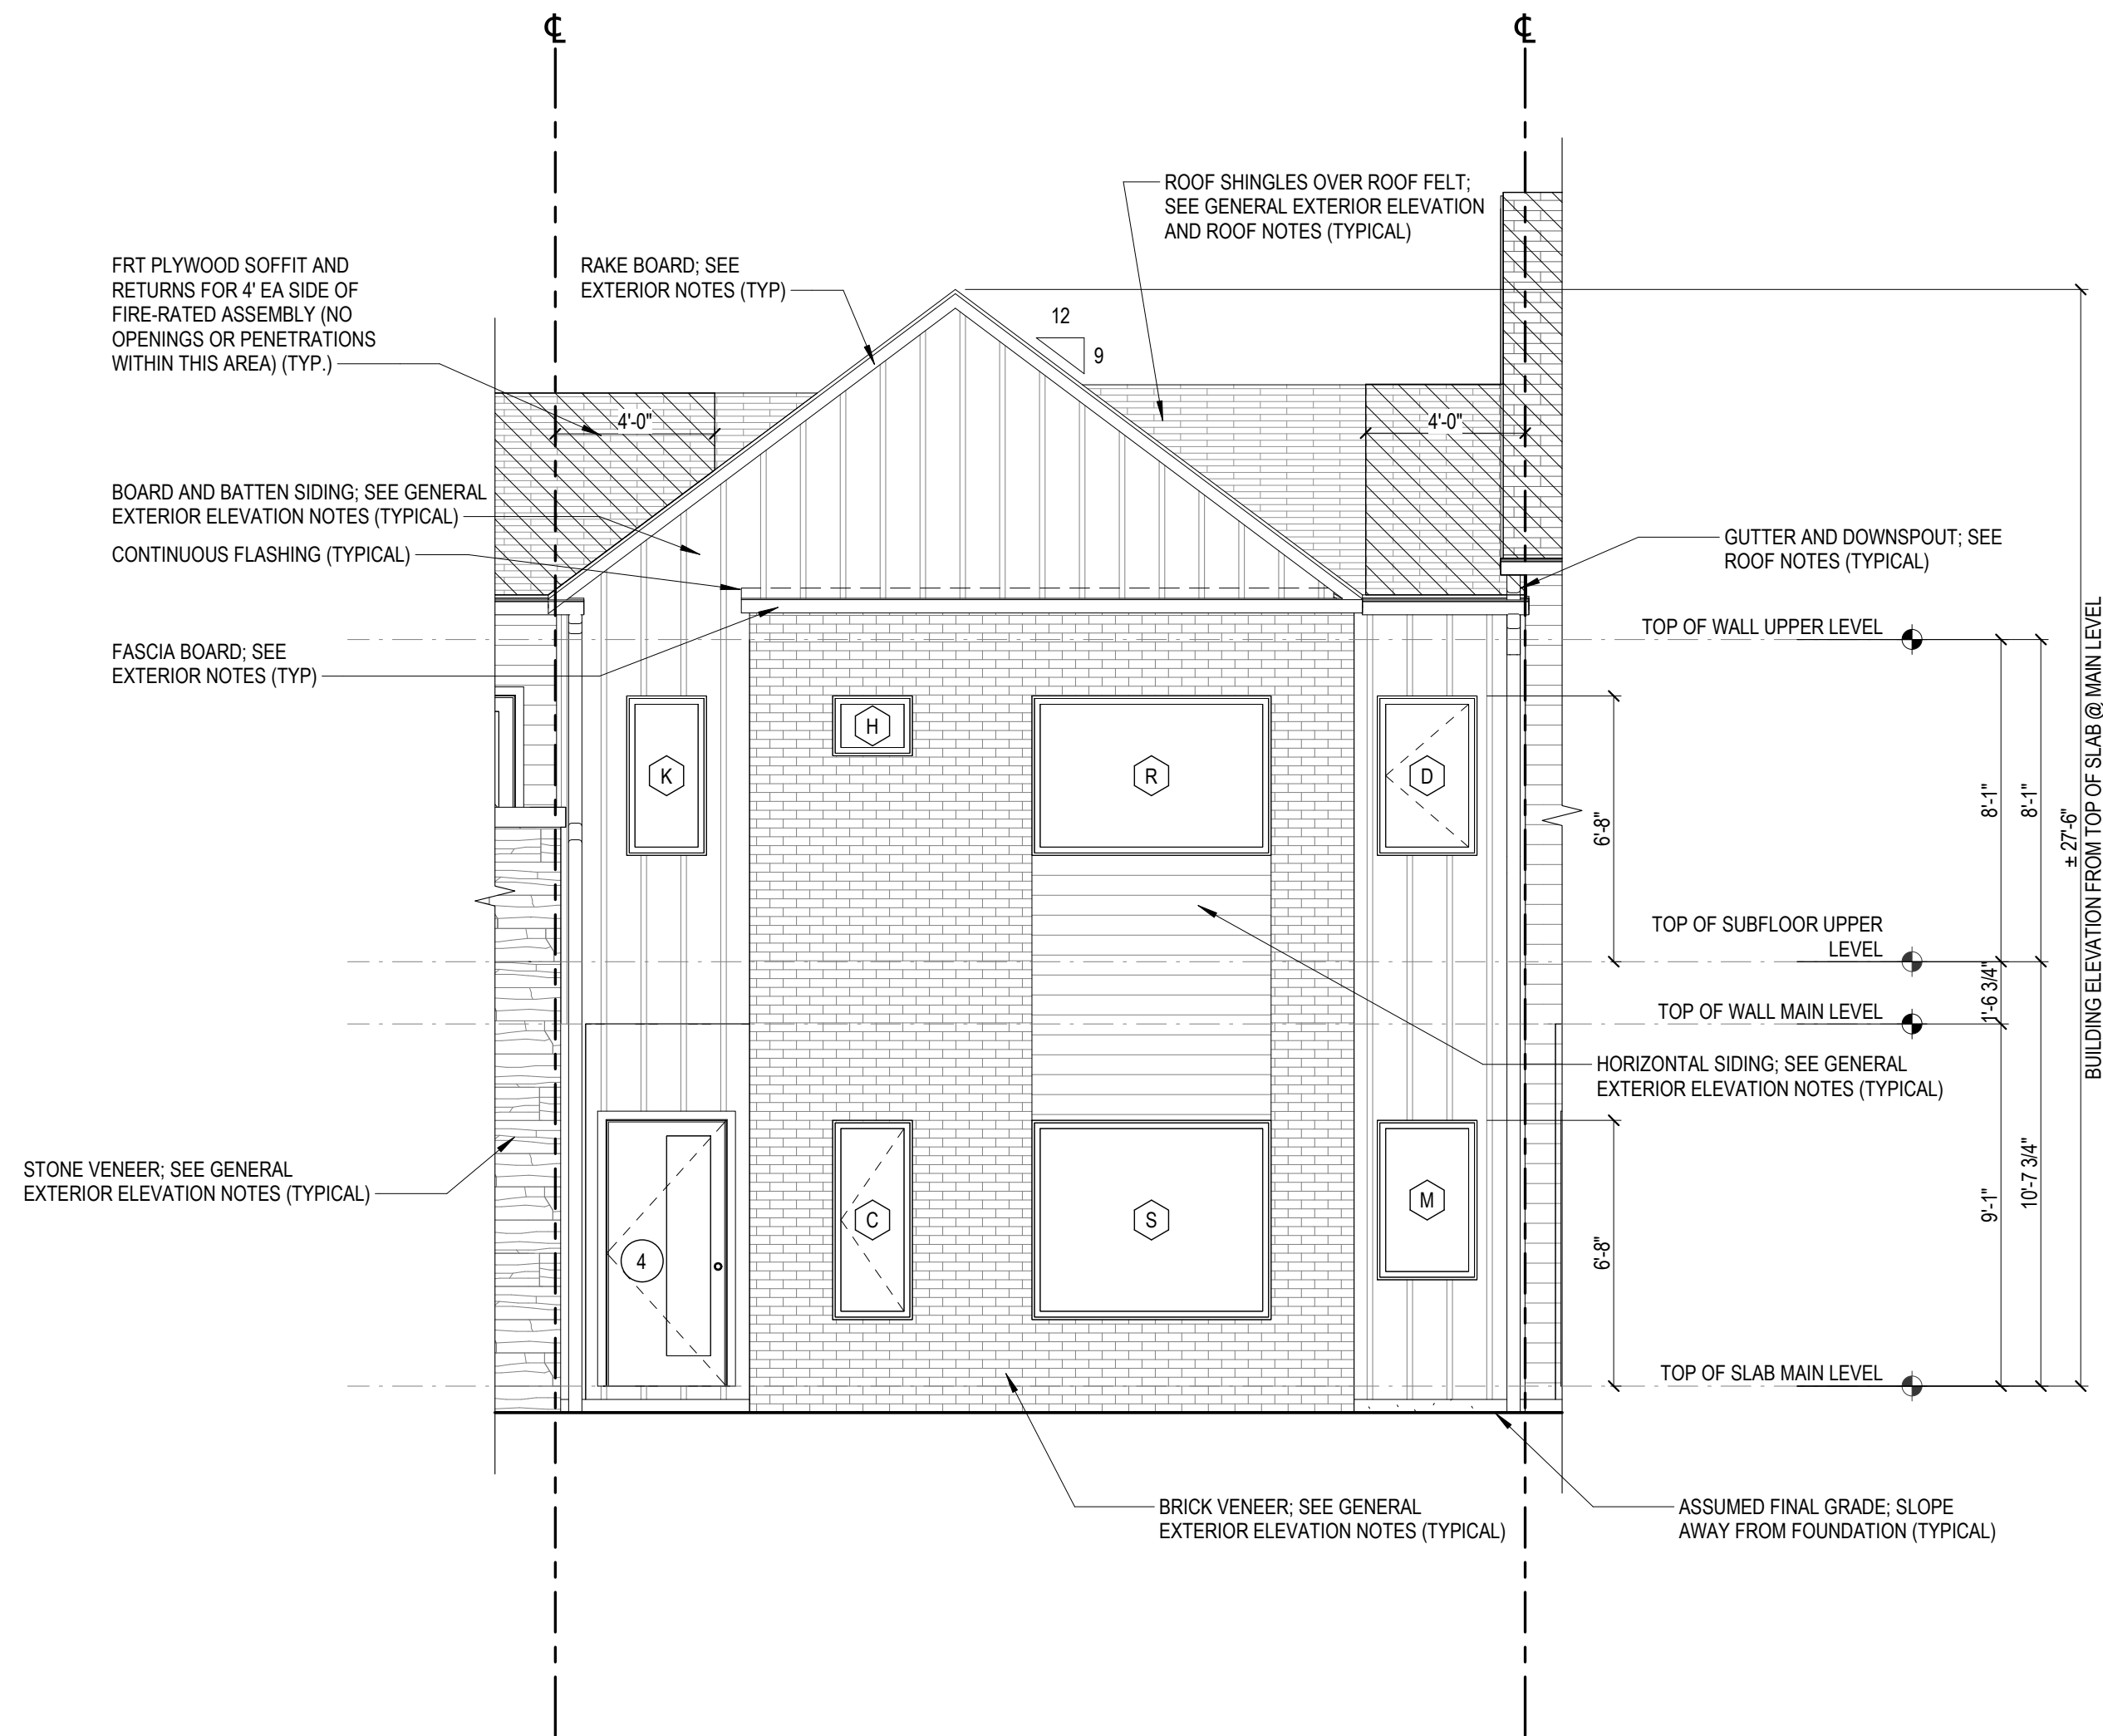 ℄
℄
ROOF SHINGLES OVER ROOF FELT;
SEE GENERAL EXTERIOR ELEVATION
AND ROOF NOTES (TYPICAL)
FRT PLYWOOD SOFFIT AND
RETURNS FOR 4' EA SIDE OF
FIRE-RATED ASSEMBLY (NO
OPENINGS OR PENETRATIONS
WITHIN THIS AREA) (TYP.)
RAKE BOARD; SEE
EXTERIOR NOTES (TYP)
12
9
4'-0"
4'-0"
BOARD AND BATTEN SIDING; SEE GENERAL
EXTERIOR ELEVATION NOTES (TYPICAL)
CONTINUOUS FLASHING (TYPICAL)
GUTTER AND DOWNSPOUT; SEE
ROOF NOTES (TYPICAL)
FASCIA BOARD; SEE
EXTERIOR NOTES (TYP)
TOP OF WALL UPPER LEVEL
K
H
R
D
6'-8"
8'-1"
8'-1"
± 27'-6"
BUILDING ELEVATION FROM TOP OF SLAB @ MAIN LEVEL
TOP OF SUBFLOOR UPPER
LEVEL
1'-6 3/4"
TOP OF WALL MAIN LEVEL
HORIZONTAL SIDING; SEE GENERAL
EXTERIOR ELEVATION NOTES (TYPICAL)
STONE VENEER; SEE GENERAL
EXTERIOR ELEVATION NOTES (TYPICAL)
4
C
S
M
6'-8"
9'-1"
10'-7 3/4"
TOP OF SLAB MAIN LEVEL
BRICK VENEER; SEE GENERAL
EXTERIOR ELEVATION NOTES (TYPICAL)
ASSUMED FINAL GRADE; SLOPE
AWAY FROM FOUNDATION (TYPICAL)